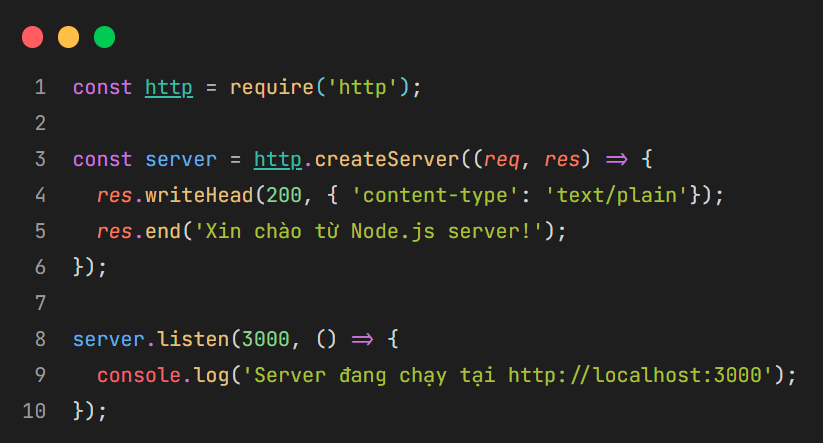 1 const http = require('http');
2
3 const server = http.createServer((req, res) => {
4 res.writeHead(200, { 'content-type': 'text/plain'});
5 res.end('Xin chào từ Node.js server!');
6 });
7
8 server.listen(3000, () => {
9 console.log('Server đang chạy tại http://localhost:3000');
10 });